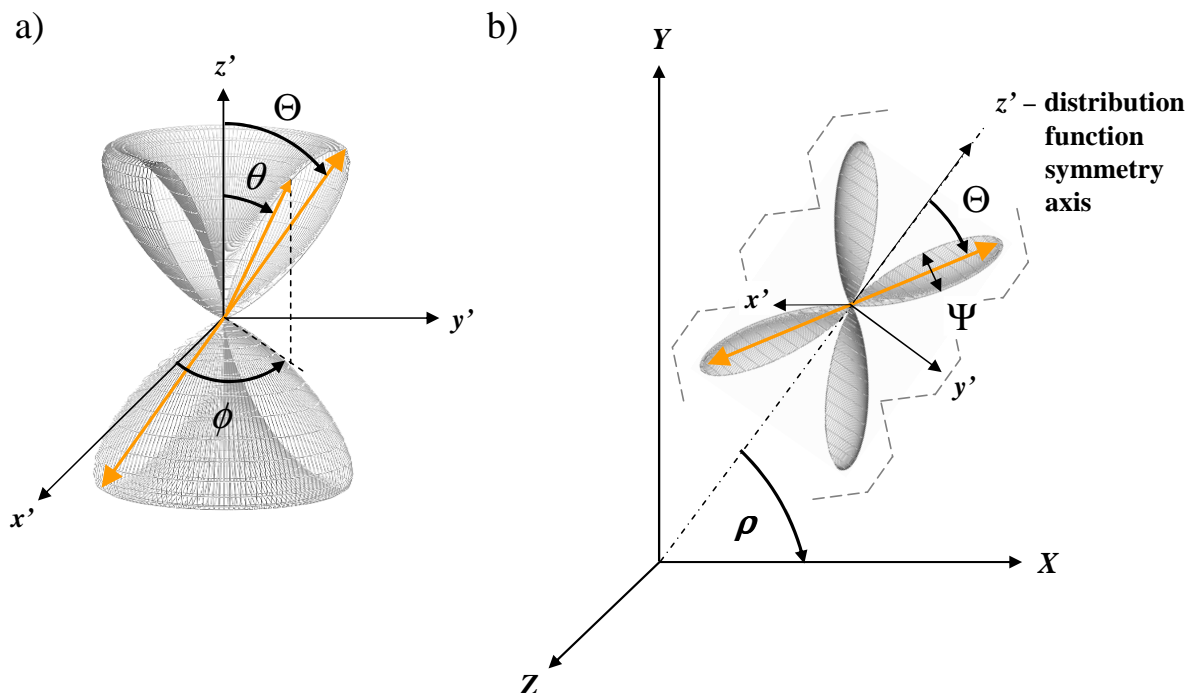 a)
z'
Θ
θ
y'
ϕ
x'
b)
Y
z' – distribution
function
symmetry
axis
Θ
x'
Ψ
y'
ρ
X
Z